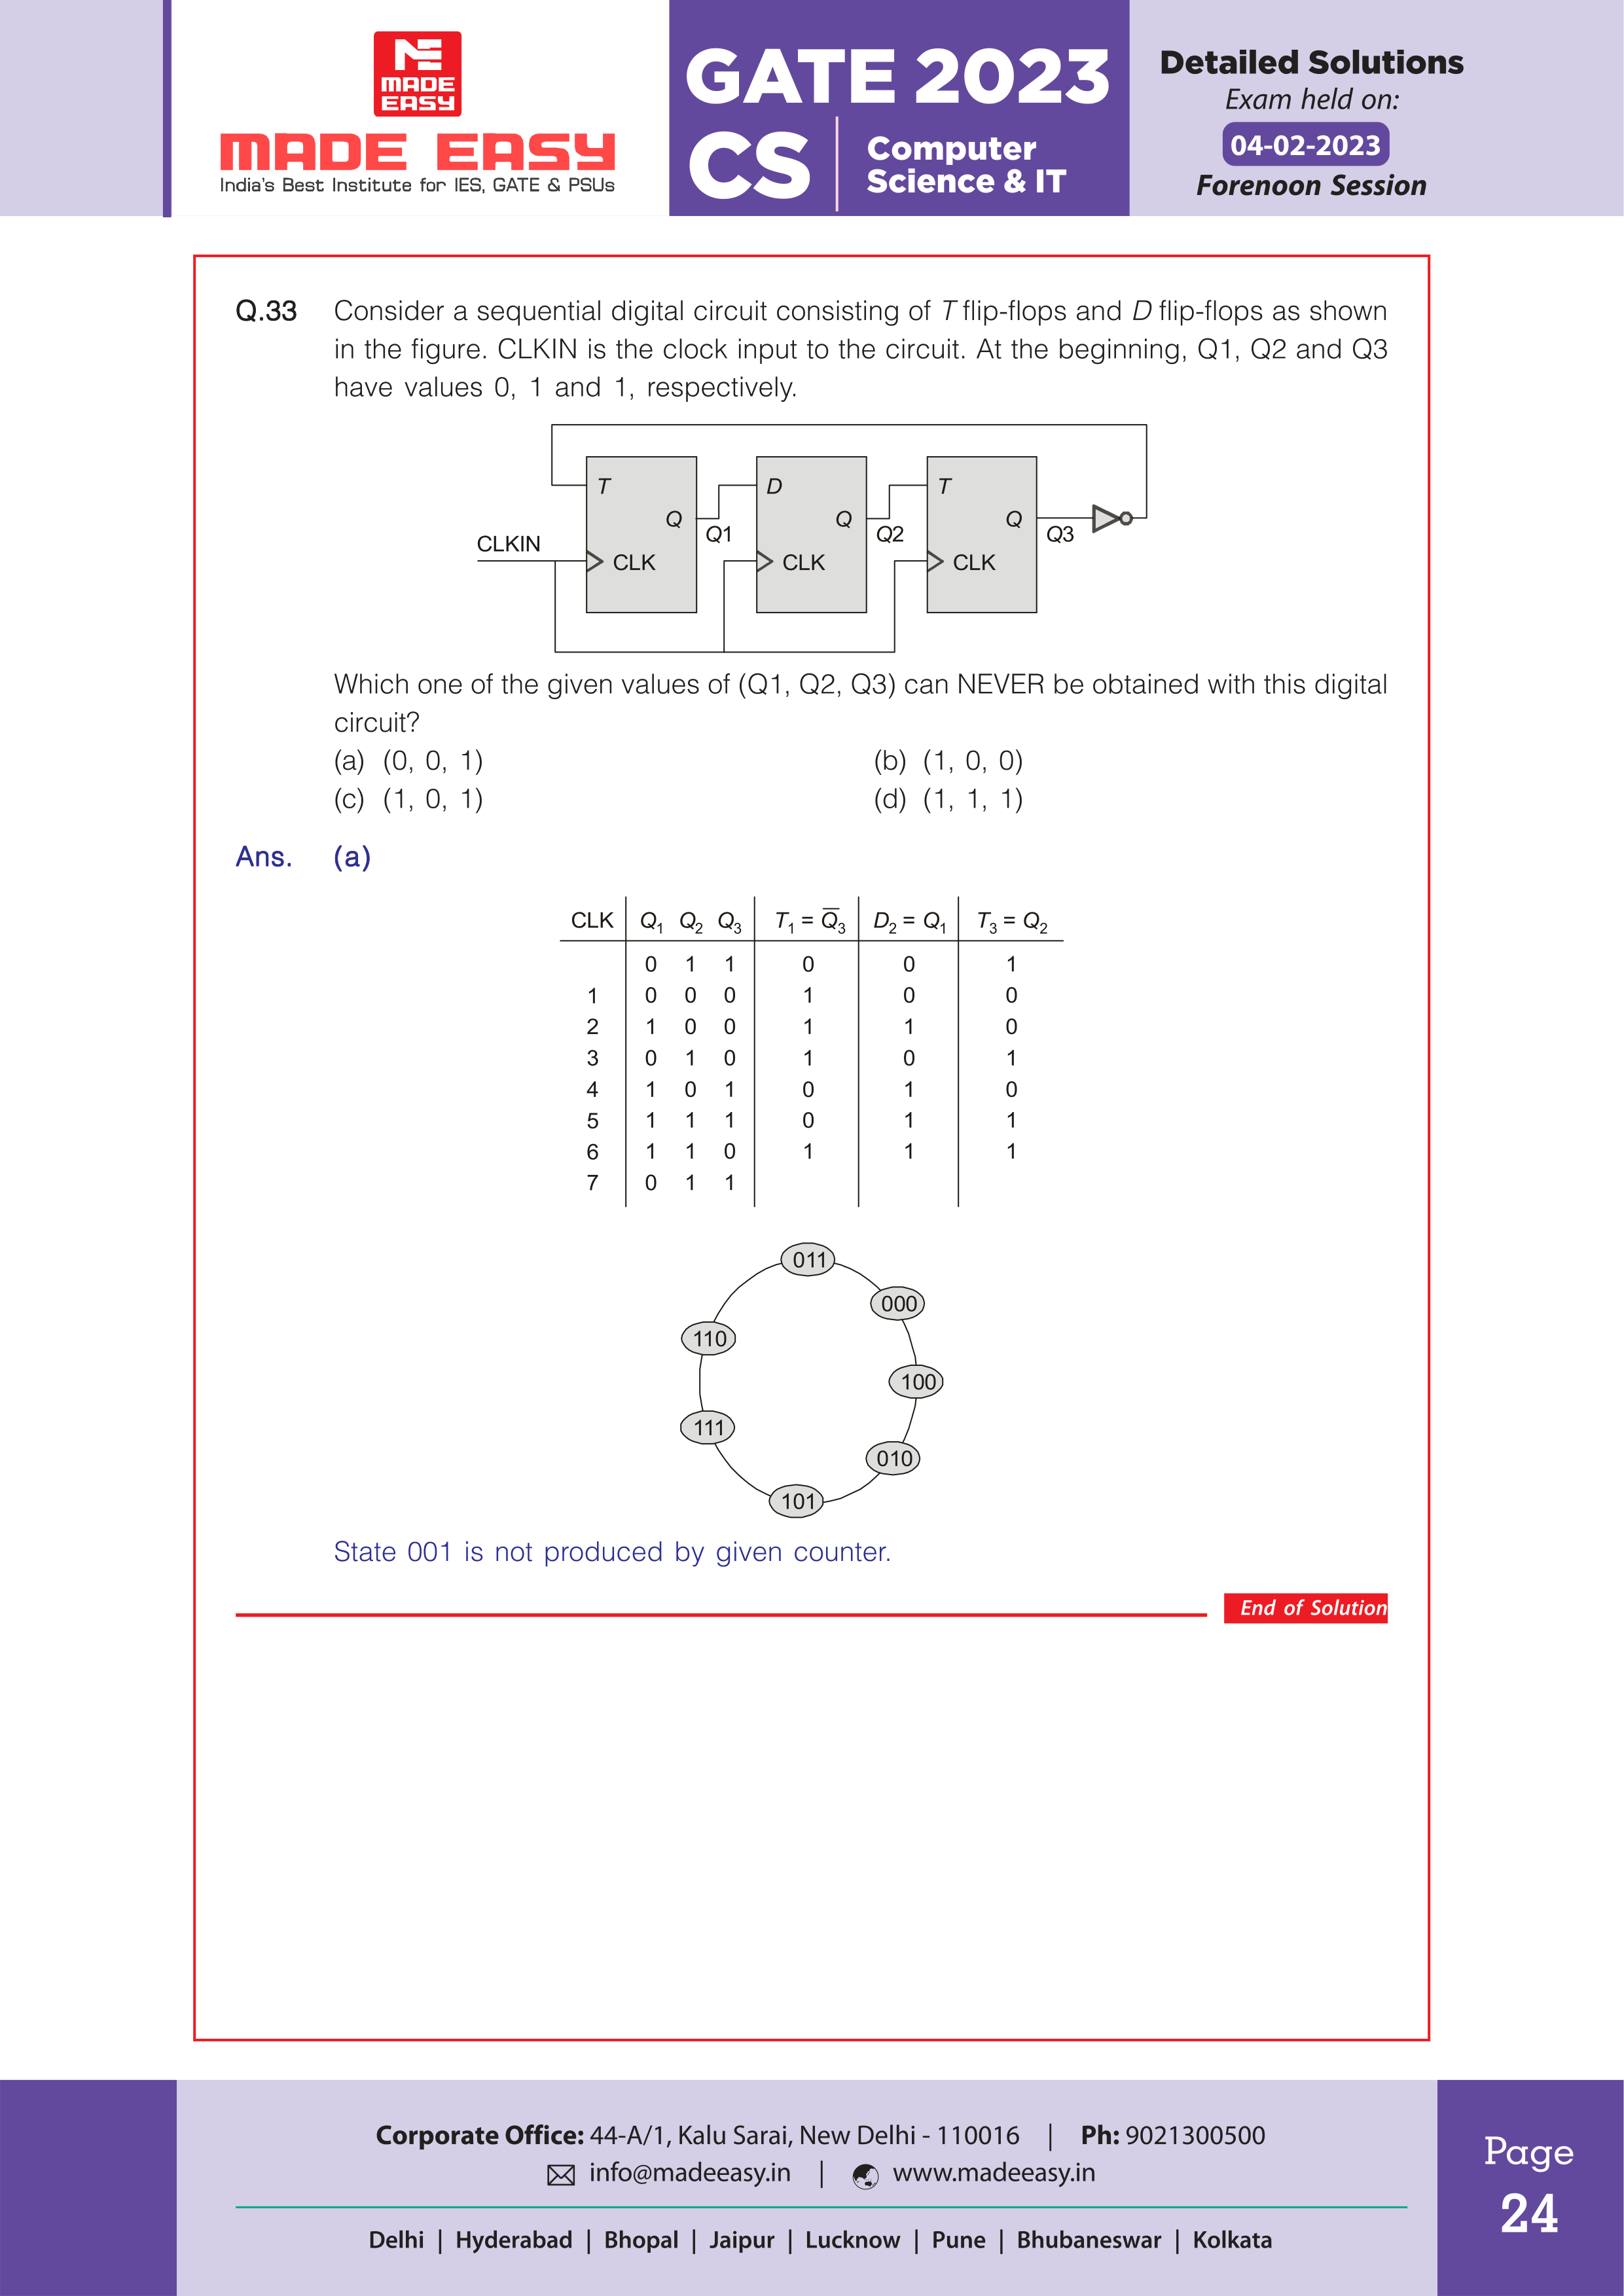 MADE
EASY
MADE EASY
India's Best Institute for IES, GATE & PSUs
GATE 2023
CS
Computer
Science & IT
Detailed Solutions
Exam held on:
04-02-2023
Forenoon Session
Q.33 Consider a sequential digital circuit consisting of T flip-flops and D flip-flops as shown
in the figure. CLKIN is the clock input to the circuit. At the beginning, Q1, Q2 and Q3
have values 0, 1 and 1, respectively.
T D T
Q Q Q
Q1 Q2 Q3
CLKIN
CLK CLK CLK
Which one of the given values of (Q1, Q2, Q3) can NEVER be obtained with this digital
circuit?
(a) (0, 0, 1) (b) (1, 0, 0)
(c) (1, 0, 1) (d) (1, 1, 1)
Ans. (a)
CLK Q₁ Q₂ Q₃ T₁ = Q̅₃ D₂ = Q₁ T₃ = Q₂
0 1 1 0 0 1
1 0 0 0 1 0 0
2 1 0 0 1 1 0
3 0 1 0 1 0 1
4 1 0 1 0 1 0
5 1 1 1 0 1 1
6 1 1 0 1 1 1
7 0 1 1
011
000
110
100
111
010
101
State 001 is not produced by given counter.
End of Solution
Corporate Office: 44-A/1, Kalu Sarai, New Delhi - 110016 | Ph: 9021300500
info@madeeasy.in | www.madeeasy.in
Delhi | Hyderabad | Bhopal | Jaipur | Lucknow | Pune | Bhubaneswar | Kolkata
Page
24